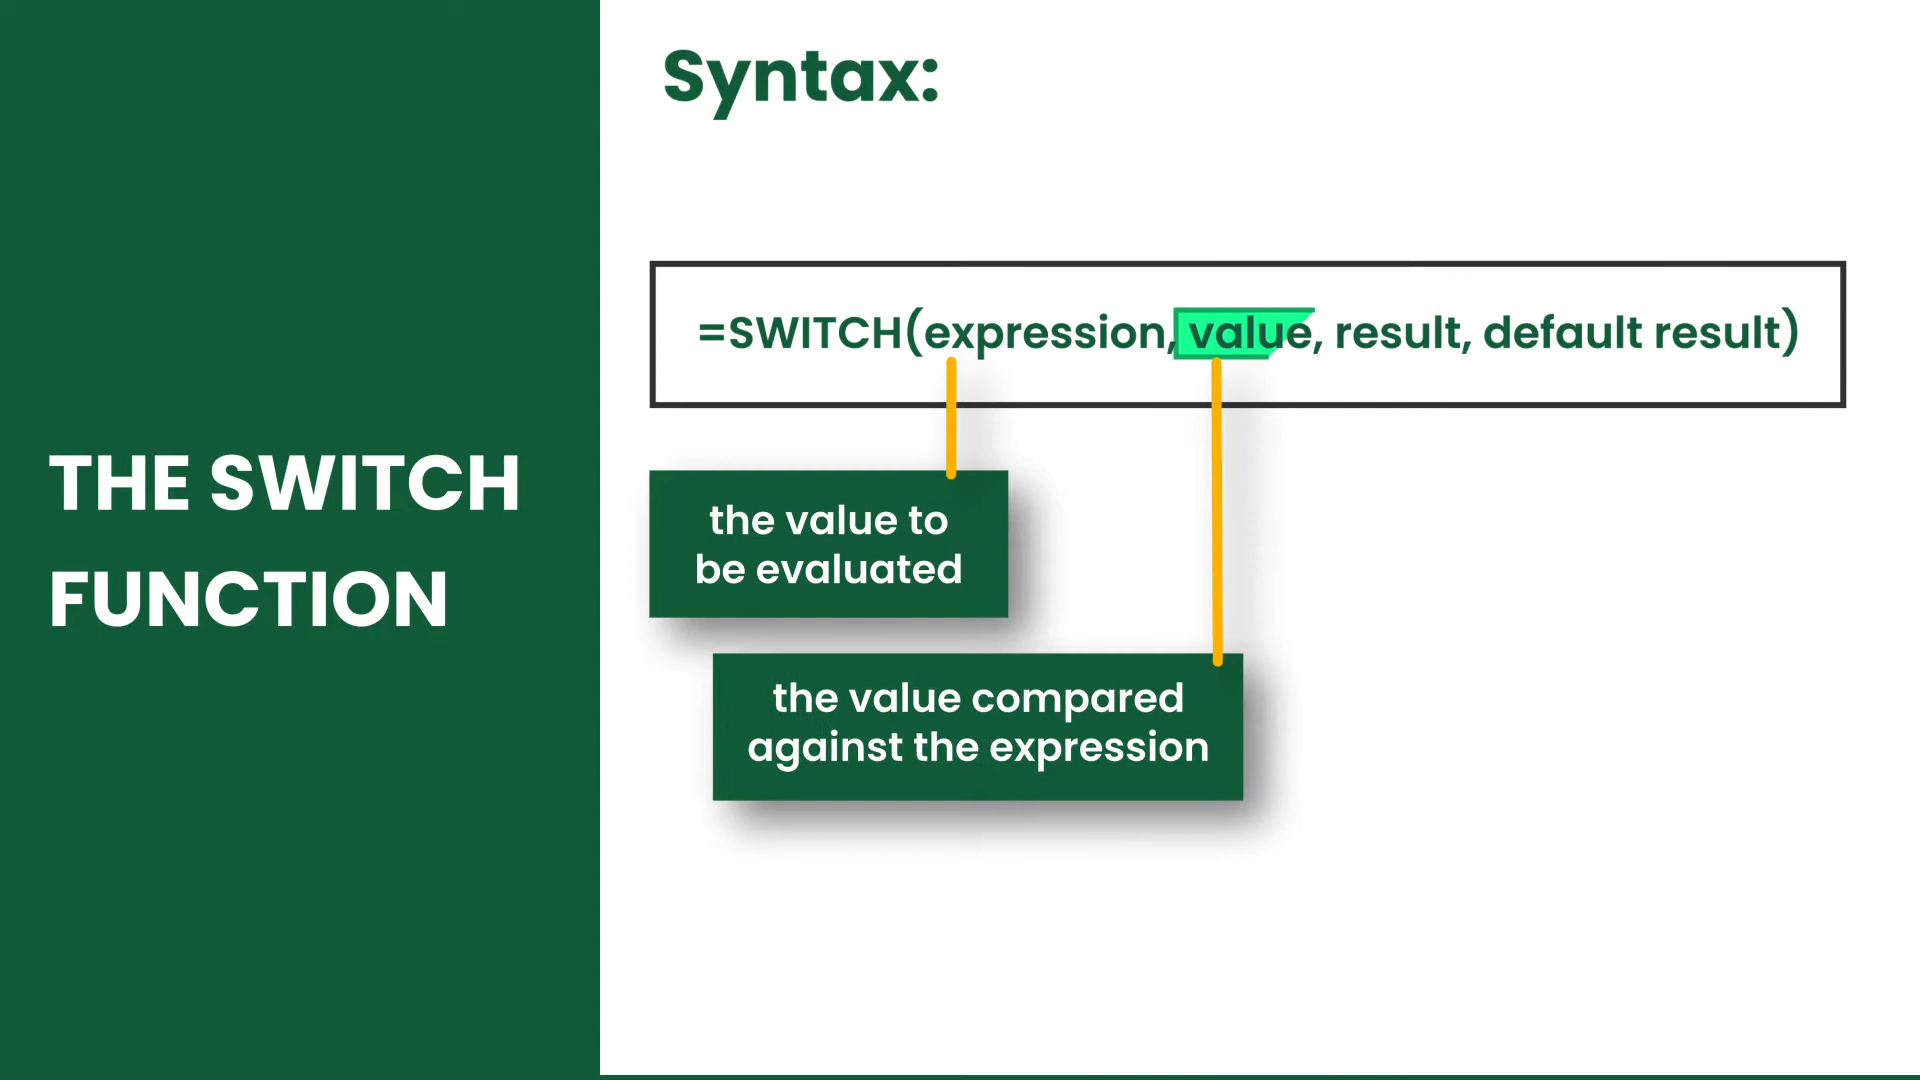 THE SWITCH
FUNCTION
Syntax:
=SWITCH(expression, value, result, default result)
the value to
be evaluated
the value compared
against the expression